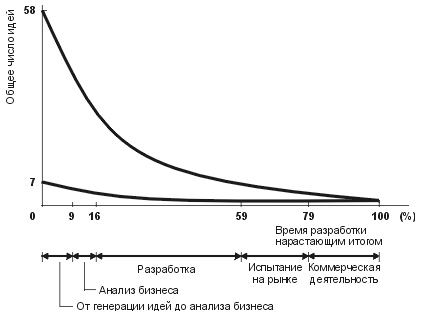 58
Общее число идей
7
0
9
16
59
79
100
(%)
Время разработки
нарастающим итогом
Разработка
Испытание
на рынке
Коммерческая
деятельность
Анализ бизнеса
От генерации идей до анализа бизнеса